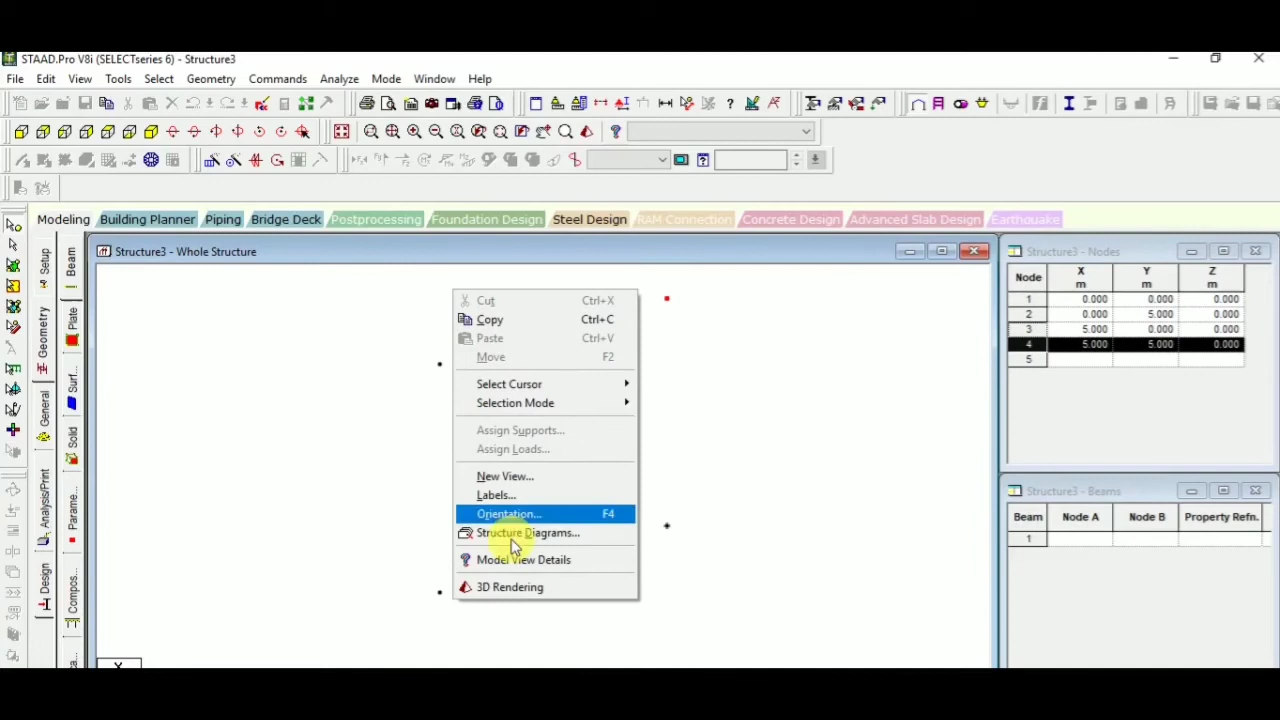 STAAD.Pro V8i (SELECTseries 6) - Structure3
File Edit View Tools Select Geometry Commands Analyze Mode Window Help
Modeling Building Planner Piping Bridge Deck Postprocessing Foundation Design Steel Design RAM Connection Concrete Design Advanced Slab Design Earthquake
Structure3 - Whole Structure
Setup
Geometry
General
Analysis/Print
Design
Beam
Plate
Surf...
Solid
Parame...
Compos...
Cut Ctrl+X
Copy Ctrl+C
Paste Ctrl+V
Move F2
Select Cursor
Selection Mode
Assign Supports...
Assign Loads...
New View...
Labels...
Orientation... F4
Structure Diagrams...
Model View Details
3D Rendering
Structure3 - Nodes
Node X m Y m Z m
1 0.000 0.000 0.000
2 0.000 5.000 0.000
3 5.000 0.000 0.000
4 5.000 5.000 0.000
5
Structure3 - Beams
Beam Node A Node B Property Refn.
1